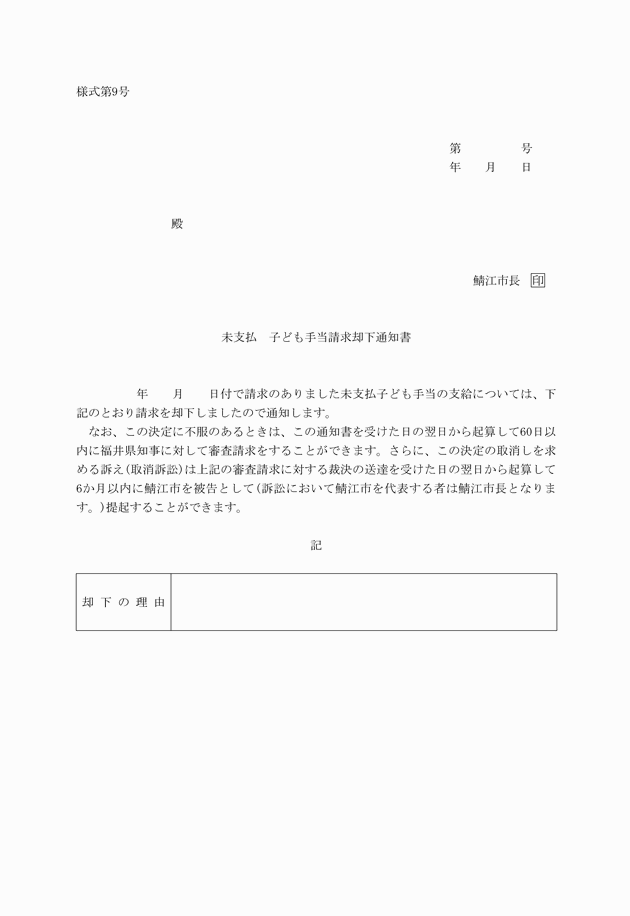 様式第9号
第　　　　　号
年　　月　　日
殿
鯖江市長　印
未支払　子ども手当請求却下通知書
年　　月　　日付で請求のありました未支払子ども手当の支給については、下
記のとおり請求を却下しましたので通知します。
なお、この決定に不服のあるときは、この通知書を受けた日の翌日から起算して60日以
内に福井県知事に対して審査請求をすることができます。さらに、この決定の取消しを求
める訴え(取消訴訟)は上記の審査請求に対する裁決の送達を受けた日の翌日から起算して
6か月以内に鯖江市を被告として(訴訟において鯖江市を代表する者は鯖江市長となりま
す。)提起することができます。
記
却下の理由